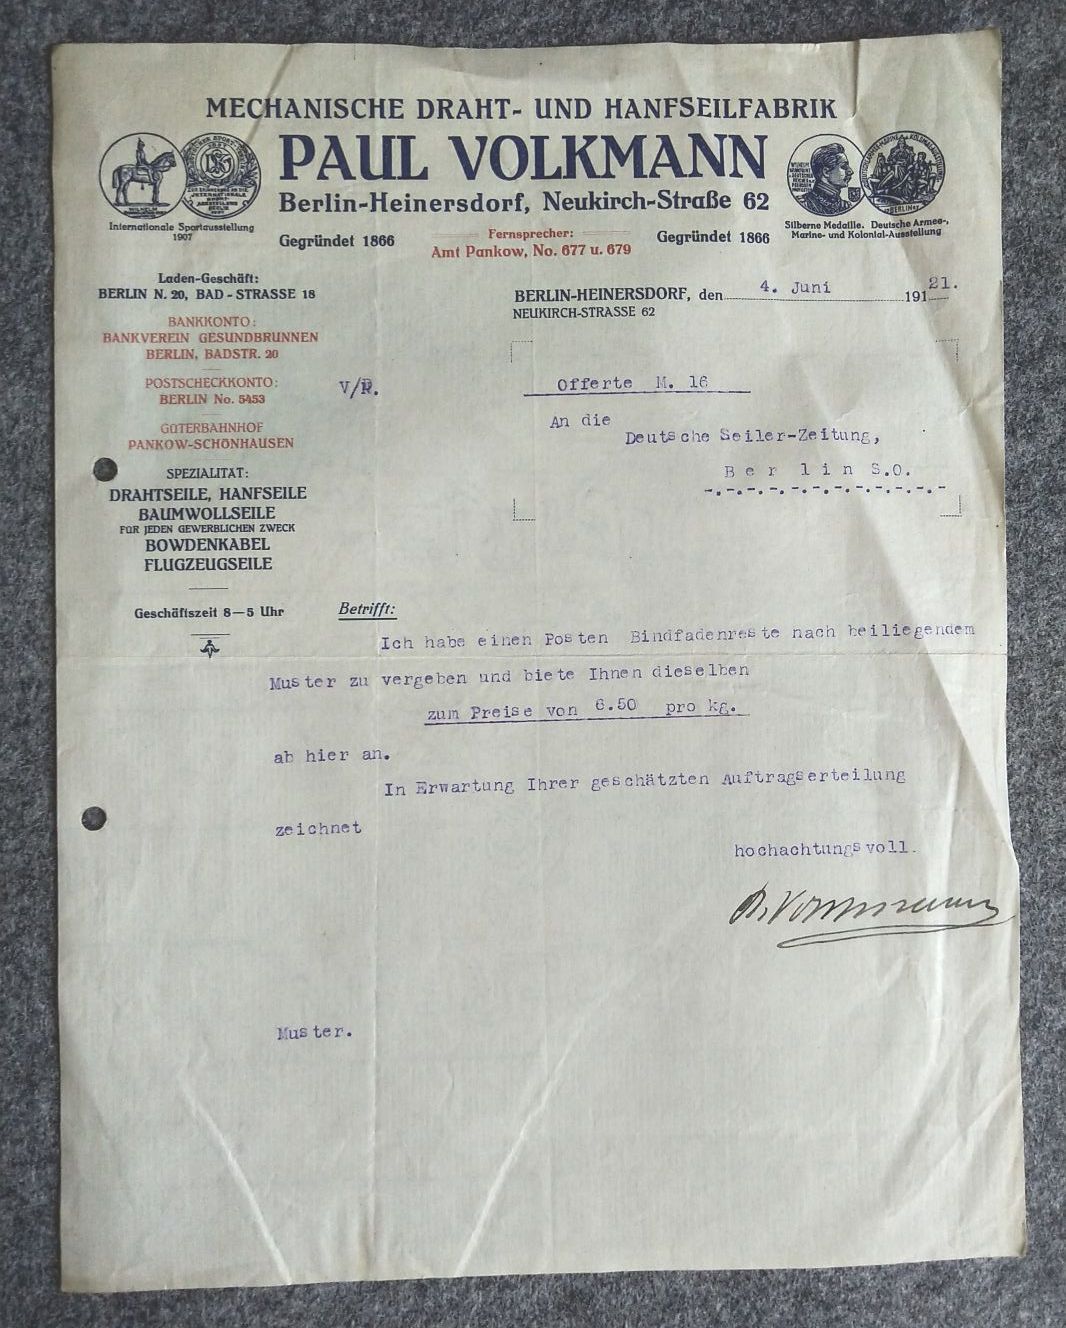 MECHANISCHE DRAHT- UND HANFSEILFABRIK
PAUL VOLKMANN
Berlin-Heinersdorf, Neukirch-Straße 62
Internationale Sportausstellung
1907
Gegründet 1866
Fernsprecher:
Amt Pankow, No. 677 u. 679
Gegründet 1866
Silberne Medaille. Deutsche Armee-,
Marine- und Kolonial-Ausstellung
Laden-Geschäft:
BERLIN N. 20, BAD-STRASSE 18
BANKKONTO:
BANKVEREIN GESUNDBRUNNEN
BERLIN, BADSTR. 20
POSTSCHECKKONTO:
BERLIN No. 5453
GÜTERBAHNHOF
PANKOW-SCHÖNHAUSEN
SPEZIALITÄT:
DRAHTSEILE, HANFSEILE
BAUMWOLLSEILE
FÜR JEDEN GEWERBLICHEN ZWECK
BOWDENKABEL
FLUGZEUGSEILE
Geschäftszeit 8—5 Uhr
BERLIN-HEINERSDORF, den 4. Juni 191 21.
NEUKIRCH-STRASSE 62
V/R.
Offerte M. 16
An die
Deutsche Seiler-Zeitung,
B e r l i n S.O.
Betrifft:
Ich habe einen Posten Bindfadenreste nach beiliegendem
Muster zu vergeben und biete Ihnen dieselben
zum Preise von 6.50 pro kg.
ab hier an.
In Erwartung Ihrer geschätzten Auftragserteilung
zeichnet
hochachtungsvoll.
P. Volkmann
Muster.